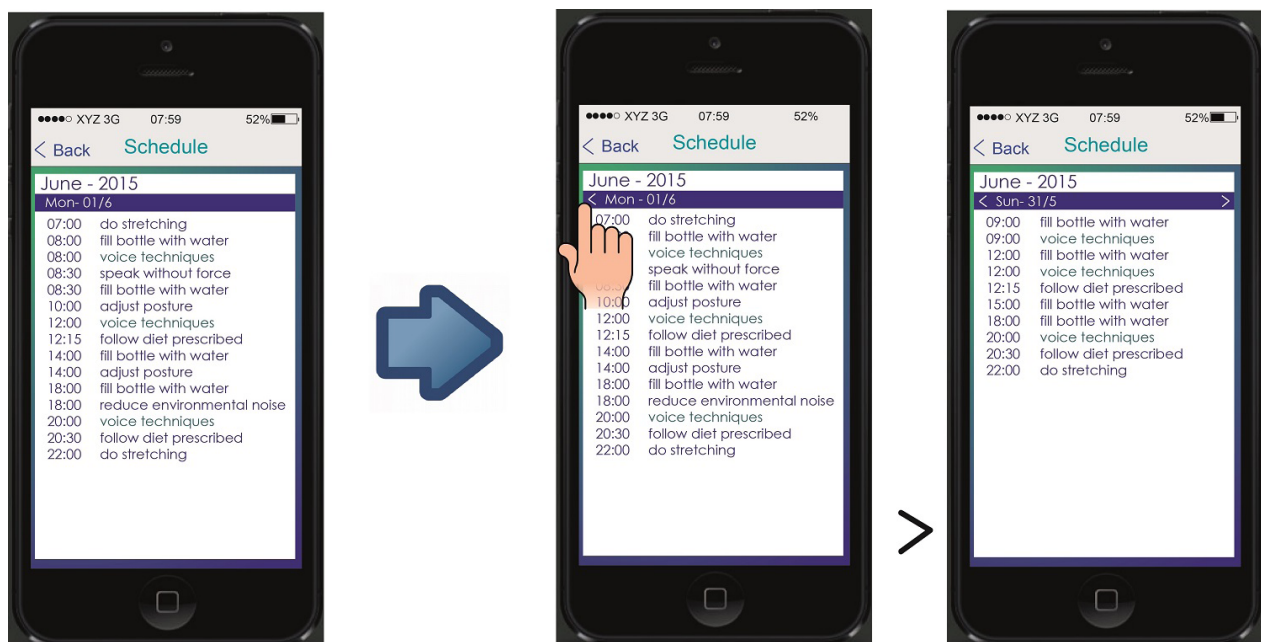 ●●●●○ XYZ 3G 07:59 52%
< Back Schedule
June - 2015
Mon- 01/6
07:00 do stretching
08:00 fill bottle with water
08:00 voice techniques
08:30 speak without force
08:30 fill bottle with water
10:00 adjust posture
12:00 voice techniques
12:15 follow diet prescribed
14:00 fill bottle with water
14:00 adjust posture
18:00 fill bottle with water
18:00 reduce environmental noise
20:00 voice techniques
20:30 follow diet prescribed
22:00 do stretching
●●●●○ XYZ 3G 07:59 52%
< Back Schedule
June - 2015
< Mon - 01/6
07:00 do stretching
fill bottle with water
voice techniques
speak without force
fill bottle with water
10:00 adjust posture
12:00 voice techniques
12:15 follow diet prescribed
14:00 fill bottle with water
14:00 adjust posture
18:00 fill bottle with water
18:00 reduce environmental noise
20:00 voice techniques
20:30 follow diet prescribed
22:00 do stretching
>
●●●●○ XYZ 3G 07:59 52%
< Back Schedule
June - 2015
< Sun- 31/5 >
09:00 fill bottle with water
09:00 voice techniques
12:00 fill bottle with water
12:00 voice techniques
12:15 follow diet prescribed
15:00 fill bottle with water
18:00 fill bottle with water
20:00 voice techniques
20:30 follow diet prescribed
22:00 do stretching